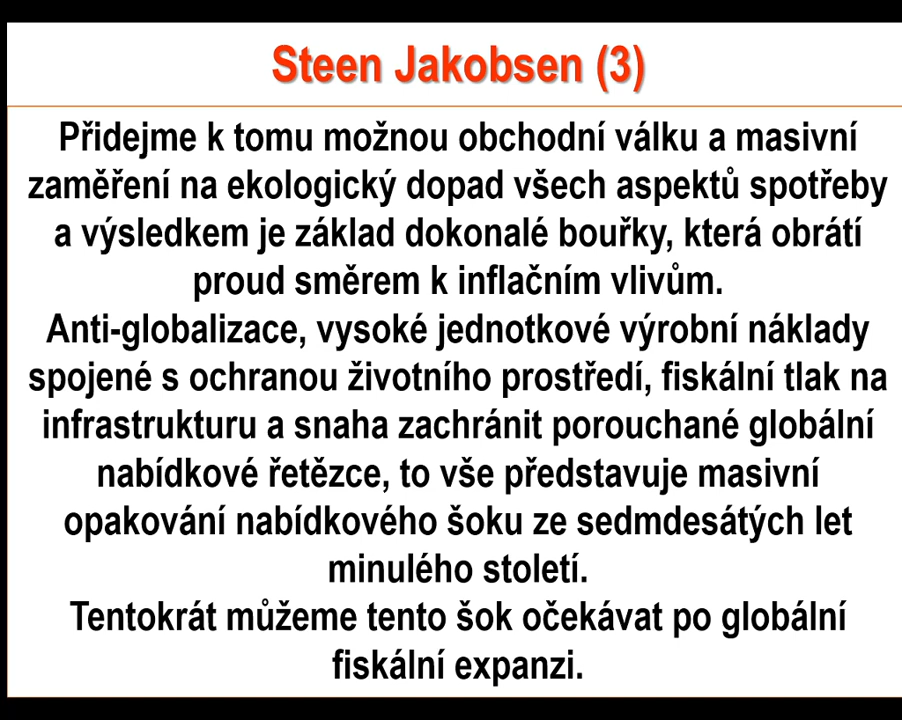 Steen Jakobsen (3)
Přidejme k tomu možnou obchodní válku a masivní
zaměření na ekologický dopad všech aspektů spotřeby
a výsledkem je základ dokonalé bouřky, která obrátí
proud směrem k inflačním vlivům.
Anti-globalizace, vysoké jednotkové výrobní náklady
spojené s ochranou životního prostředí, fiskální tlak na
infrastrukturu a snaha zachránit porouchané globální
nabídkové řetězce, to vše představuje masivní
opakování nabídkového šoku ze sedmdesátých let
minulého století.
Tentokrát můžeme tento šok očekávat po globální
fiskální expanzi.